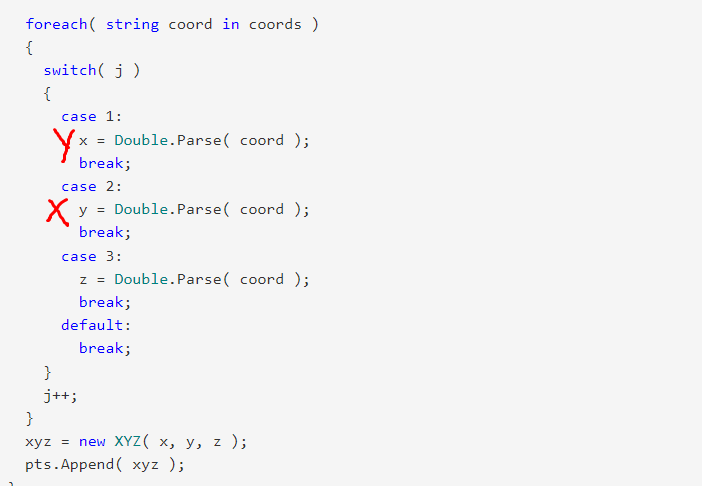 foreach( string coord in coords )
{
switch( j )
{
case 1:
Y x = Double.Parse( coord );
break;
case 2:
X y = Double.Parse( coord );
break;
case 3:
z = Double.Parse( coord );
break;
default:
break;
}
j++;
}
xyz = new XYZ( x, y, z );
pts.Append( xyz );